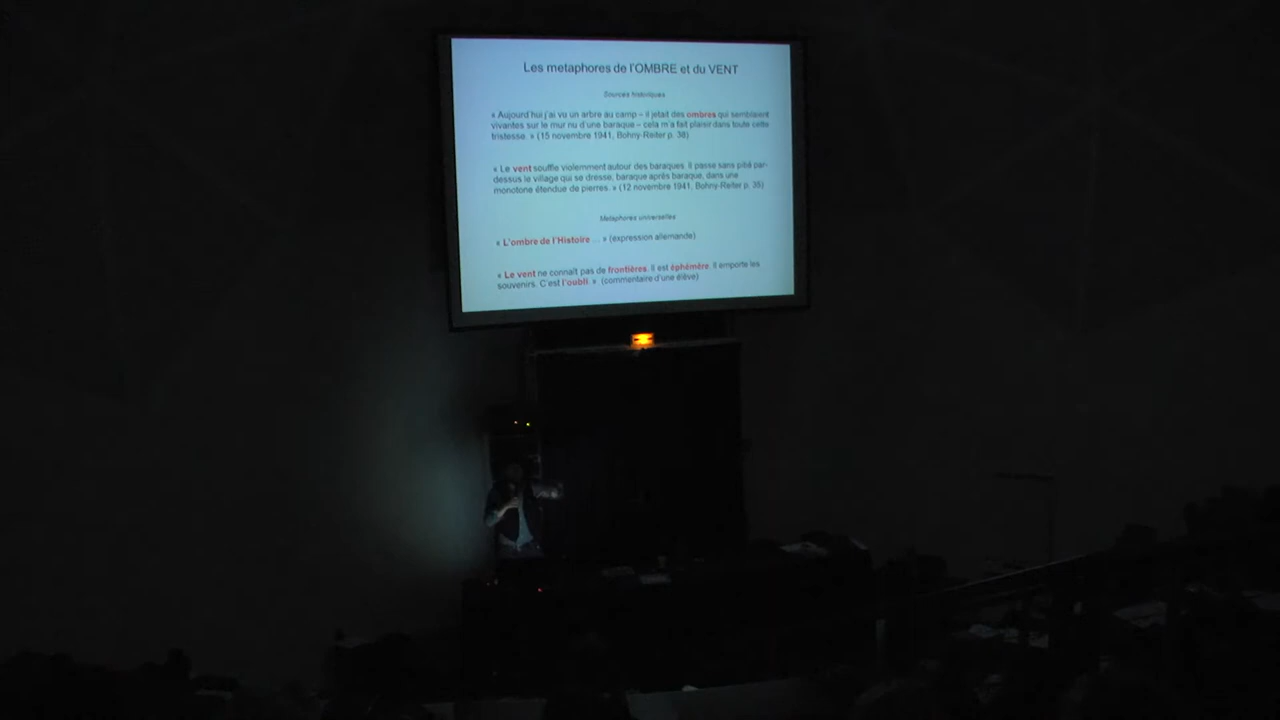 Les metaphores de l'OMBRE et du VENT
Sources historiques
« Aujourd'hui j'ai vu un arbre au camp – il jetait des ombres qui semblaient
vivantes sur le mur nu d'une baraque – cela m'a fait plaisir dans toute cette
tristesse. » (15 novembre 1941, Bohny-Reiter p. 38)
« Le vent souffle violemment autour des baraques. Il passe sans pitié par-
dessus le village qui se dresse, baraque après baraque, dans une
monotone étendue de pierres. » (12 novembre 1941, Bohny-Reiter p. 35)
Metaphores universelles
« L'ombre de l'Histoire ... » (expression allemande)
« Le vent ne connaît pas de frontières. Il est éphémère. Il emporte les
souvenirs. C'est l'oubli. » (commentaire d'une élève)